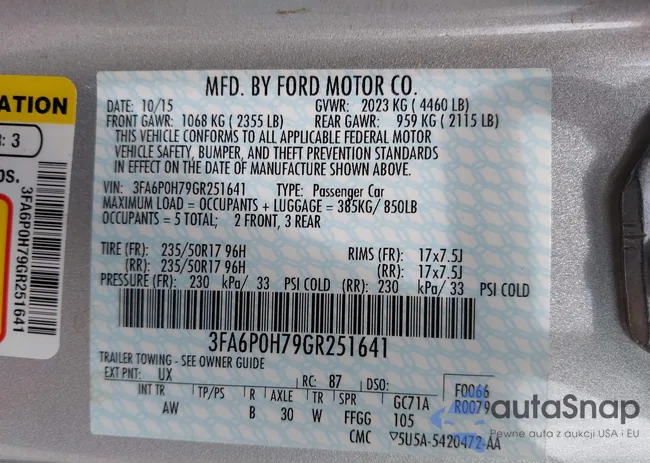 ATION
: 3
os.
3FA6P0H79GR251641
MFD. BY FORD MOTOR CO.
DATE: 10/15 GVWR: 2023 KG ( 4460 LB)
FRONT GAWR: 1068 KG ( 2355 LB) REAR GAWR: 959 KG ( 2115 LB)
THIS VEHICLE CONFORMS TO ALL APPLICABLE FEDERAL MOTOR
VEHICLE SAFETY, BUMPER, AND THEFT PREVENTION STANDARDS
IN EFFECT ON THE DATE OF MANUFACTURE SHOWN ABOVE.
VIN: 3FA6P0H79GR251641 TYPE: Passenger Car
MAXIMUM LOAD = OCCUPANTS + LUGGAGE = 385KG/ 850LB
OCCUPANTS = 5 TOTAL; 2 FRONT, 3 REAR
TIRE (FR): 235/50R17 96H RIMS (FR): 17x7.5J
(RR): 235/50R17 96H (RR): 17x7.5J
PRESSURE (FR): 230 kPa/ 33 PSI COLD (RR): 230 kPa/ 33 PSI COLD
3FA6P0H79GR251641
TRAILER TOWING - SEE OWNER GUIDE
EXT PNT: UX RC: 87 DSO: F0066
INT TR TP/PS R AXLE TR SPR GC71A R0079
AW B 30 W FFGG 105
CMC 5U5A-5420472-AA
autaSnap
Pewne auta z aukcji USA i EU